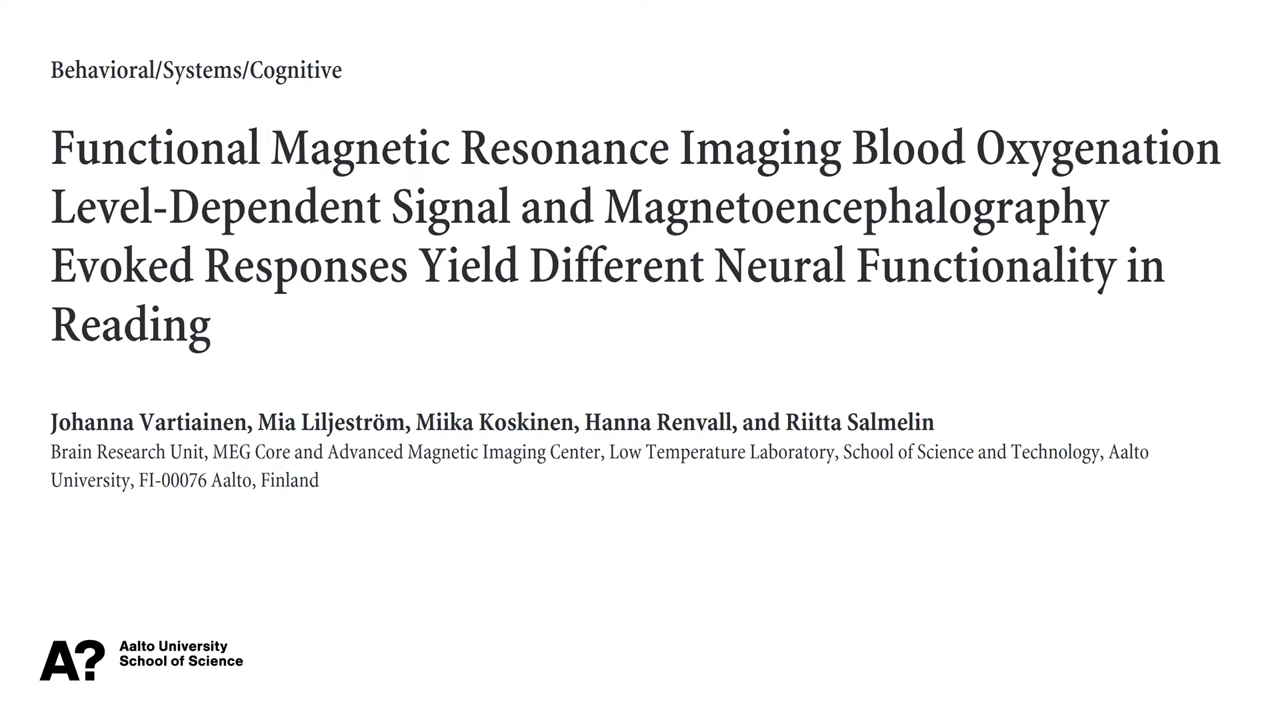 Behavioral/Systems/Cognitive
Functional Magnetic Resonance Imaging Blood Oxygenation
Level-Dependent Signal and Magnetoencephalography
Evoked Responses Yield Different Neural Functionality in
Reading
Johanna Vartiainen, Mia Liljeström, Miika Koskinen, Hanna Renvall, and Riitta Salmelin
Brain Research Unit, MEG Core and Advanced Magnetic Imaging Center, Low Temperature Laboratory, School of Science and Technology, Aalto
University, FI-00076 Aalto, Finland
A?
Aalto University
School of Science